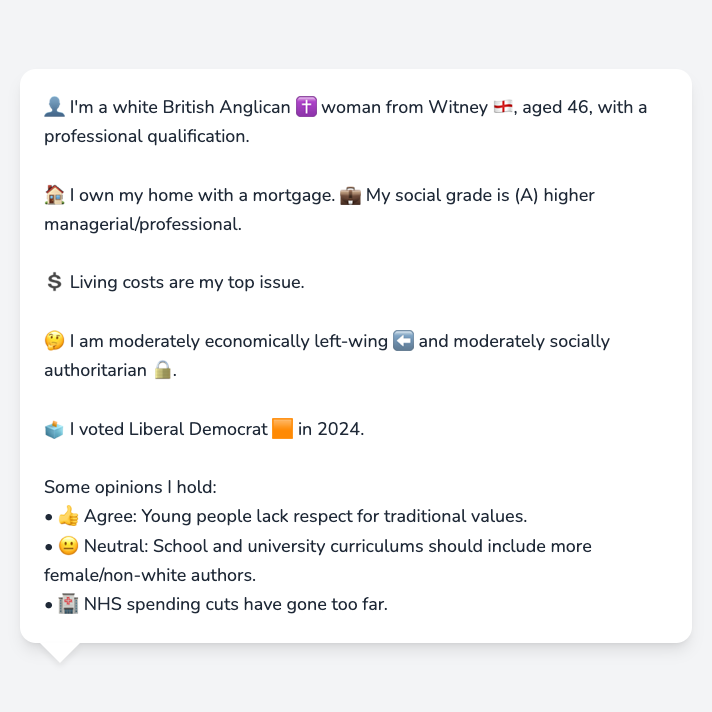 👤 I'm a white British Anglican ✝️ woman from Witney 🏴󠁧󠁢󠁥󠁮󠁧󠁿, aged 46, with a
professional qualification.
🏠 I own my home with a mortgage. 💼 My social grade is (A) higher
managerial/professional.
💲 Living costs are my top issue.
🤔 I am moderately economically left-wing ⬅️ and moderately socially
authoritarian 🔒.
🗳️ I voted Liberal Democrat 🟧 in 2024.
Some opinions I hold:
• 👍 Agree: Young people lack respect for traditional values.
• 😐 Neutral: School and university curriculums should include more
female/non-white authors.
• 🏥 NHS spending cuts have gone too far.